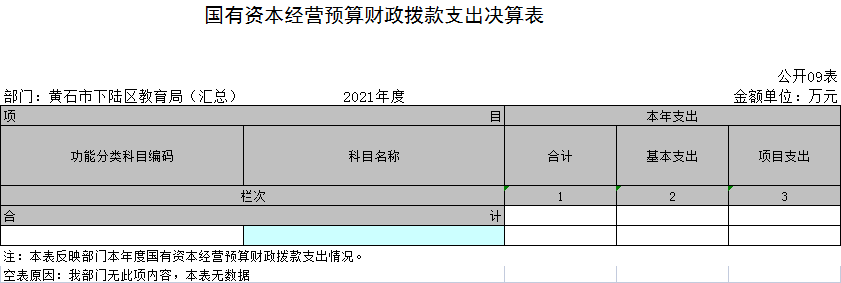 国有资本经营预算财政拨款支出决算表
公开09表
部门：黄石市下陆区教育局（汇总） 2021年度 金额单位：万元
项 目 本年支出
功能分类科目编码 科目名称 合计 基本支出 项目支出
栏次 1 2 3
合 计
注：本表反映部门本年度国有资本经营预算财政拨款支出情况。
空表原因：我部门无此项内容，本表无数据